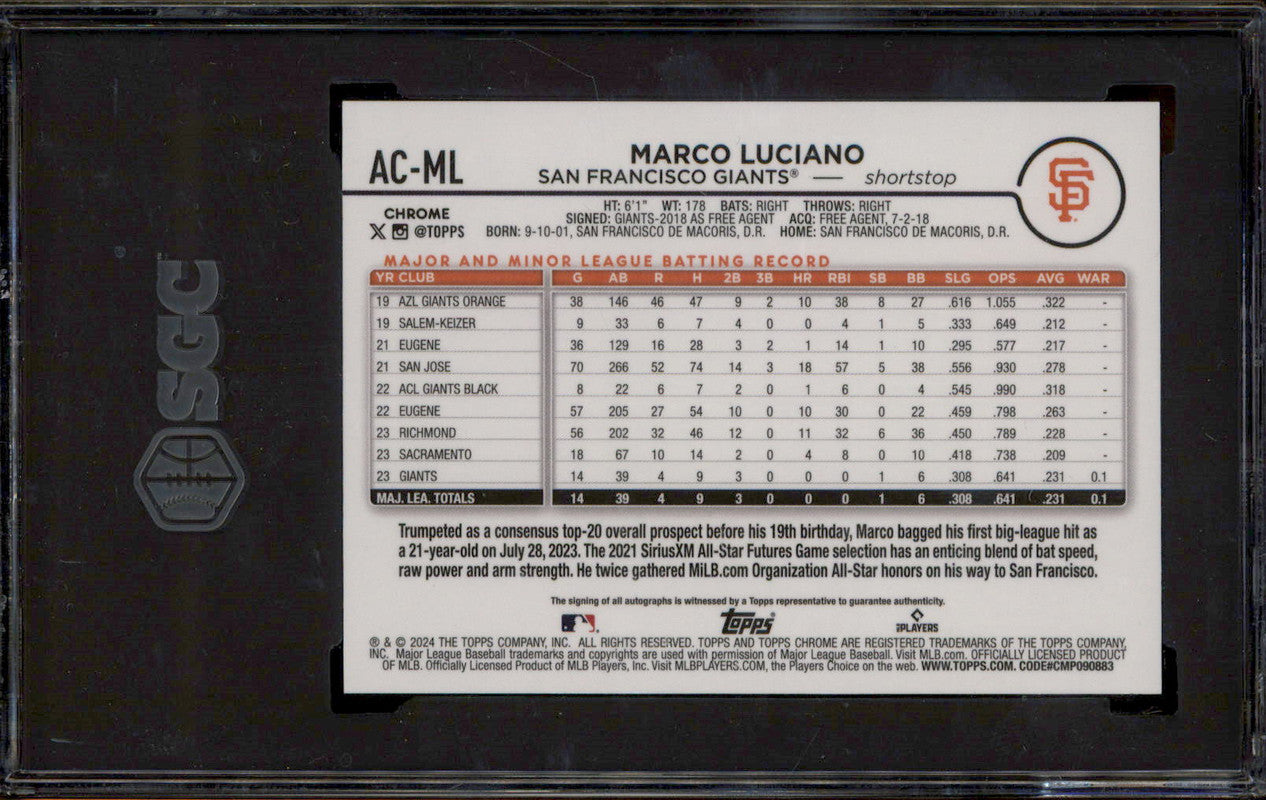 SGC
AC-ML
MARCO LUCIANO
SAN FRANCISCO GIANTS® — shortstop
SF
CHROME
@TOPPS
HT: 6'1" WT: 178 BATS: RIGHT THROWS: RIGHT
SIGNED: GIANTS-2018 AS FREE AGENT ACQ: FREE AGENT, 7-2-18
BORN: 9-10-01, SAN FRANCISCO DE MACORIS, D.R. HOME: SAN FRANCISCO DE MACORIS, D.R.
MAJOR AND MINOR LEAGUE BATTING RECORD
YR CLUB G AB R H 2B 3B HR RBI SB BB SLG OPS AVG WAR
19 AZL GIANTS ORANGE 38 146 46 47 9 2 10 38 8 27 .616 1.055 .322 -
19 SALEM-KEIZER 9 33 6 7 4 0 0 4 1 5 .333 .649 .212 -
21 EUGENE 36 129 16 28 3 2 1 14 1 10 .295 .577 .217 -
21 SAN JOSE 70 266 52 74 14 3 18 57 5 38 .556 .930 .278 -
22 ACL GIANTS BLACK 8 22 6 7 2 0 1 6 0 4 .545 .990 .318 -
22 EUGENE 57 205 27 54 10 0 10 30 0 22 .459 .798 .263 -
23 RICHMOND 56 202 32 46 12 0 11 32 6 36 .450 .789 .228 -
23 SACRAMENTO 18 67 10 14 2 0 4 8 0 10 .418 .738 .209 -
23 GIANTS 14 39 4 9 3 0 0 0 1 6 .308 .641 .231 0.1
MAJ. LEA. TOTALS 14 39 4 9 3 0 0 0 1 6 .308 .641 .231 0.1
Trumpeted as a consensus top-20 overall prospect before his 19th birthday, Marco bagged his first big-league hit as
a 21-year-old on July 28, 2023. The 2021 SiriusXM All-Star Futures Game selection has an enticing blend of bat speed,
raw power and arm strength. He twice gathered MiLB.com Organization All-Star honors on his way to San Francisco.
The signing of all autographs is witnessed by a Topps representative to guarantee authenticity.
Topps® PLAYERS
® & © 2024 THE TOPPS COMPANY, INC. ALL RIGHTS RESERVED. TOPPS AND TOPPS CHROME ARE REGISTERED TRADEMARKS OF THE TOPPS COMPANY,
INC. Major League Baseball trademarks and copyrights are used with permission of Major League Baseball. Visit MLB.com. OFFICIALLY LICENSED PRODUCT
OF MLB. Officially Licensed Product of MLB Players, Inc. Visit MLBPLAYERS.COM, the Players Choice on the web. WWW.TOPPS.COM. CODE#CMP090883